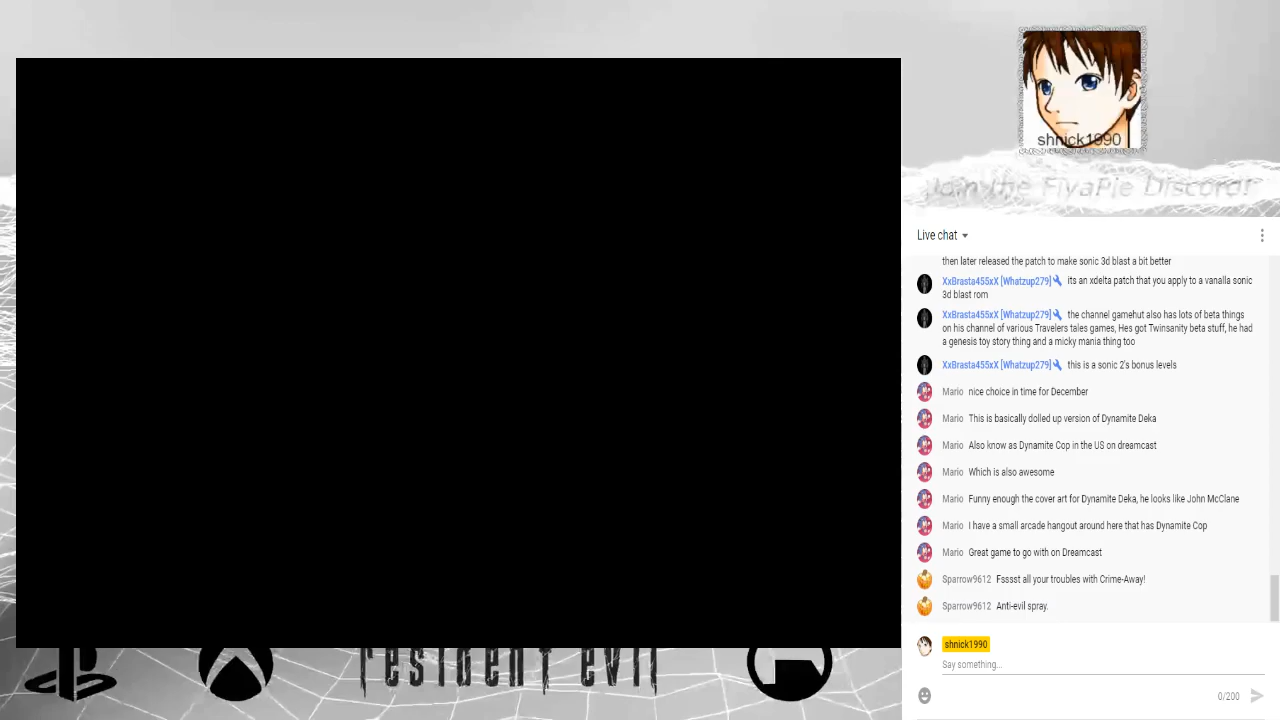 shnick1990
Join the FlyaPie Discord!
Live chat
then later released the patch to make sonic 3d blast a bit better
XxBrasta455xX [Whatzup279] its an xdelta patch that you apply to a vanalla sonic
3d blast rom
XxBrasta455xX [Whatzup279] the channel gamehut also has lots of beta things
on his channel of various Travelers tales games, Hes got Twinsanity beta stuff, he had
a genesis toy story thing and a micky mania thing too
XxBrasta455xX [Whatzup279] this is a sonic 2's bonus levels
Mario nice choice in time for December
Mario This is basically dolled up version of Dynamite Deka
Mario Also know as Dynamite Cop in the US on dreamcast
Mario Which is also awesome
Mario Funny enough the cover art for Dynamite Deka, he looks like John McClane
Mario I have a small arcade hangout around here that has Dynamite Cop
Mario Great game to go with on Dreamcast
Sparrow9612 Fsssst all your troubles with Crime-Away!
Sparrow9612 Anti-evil spray.
shnick1990
Say something...
0/200
resident evil